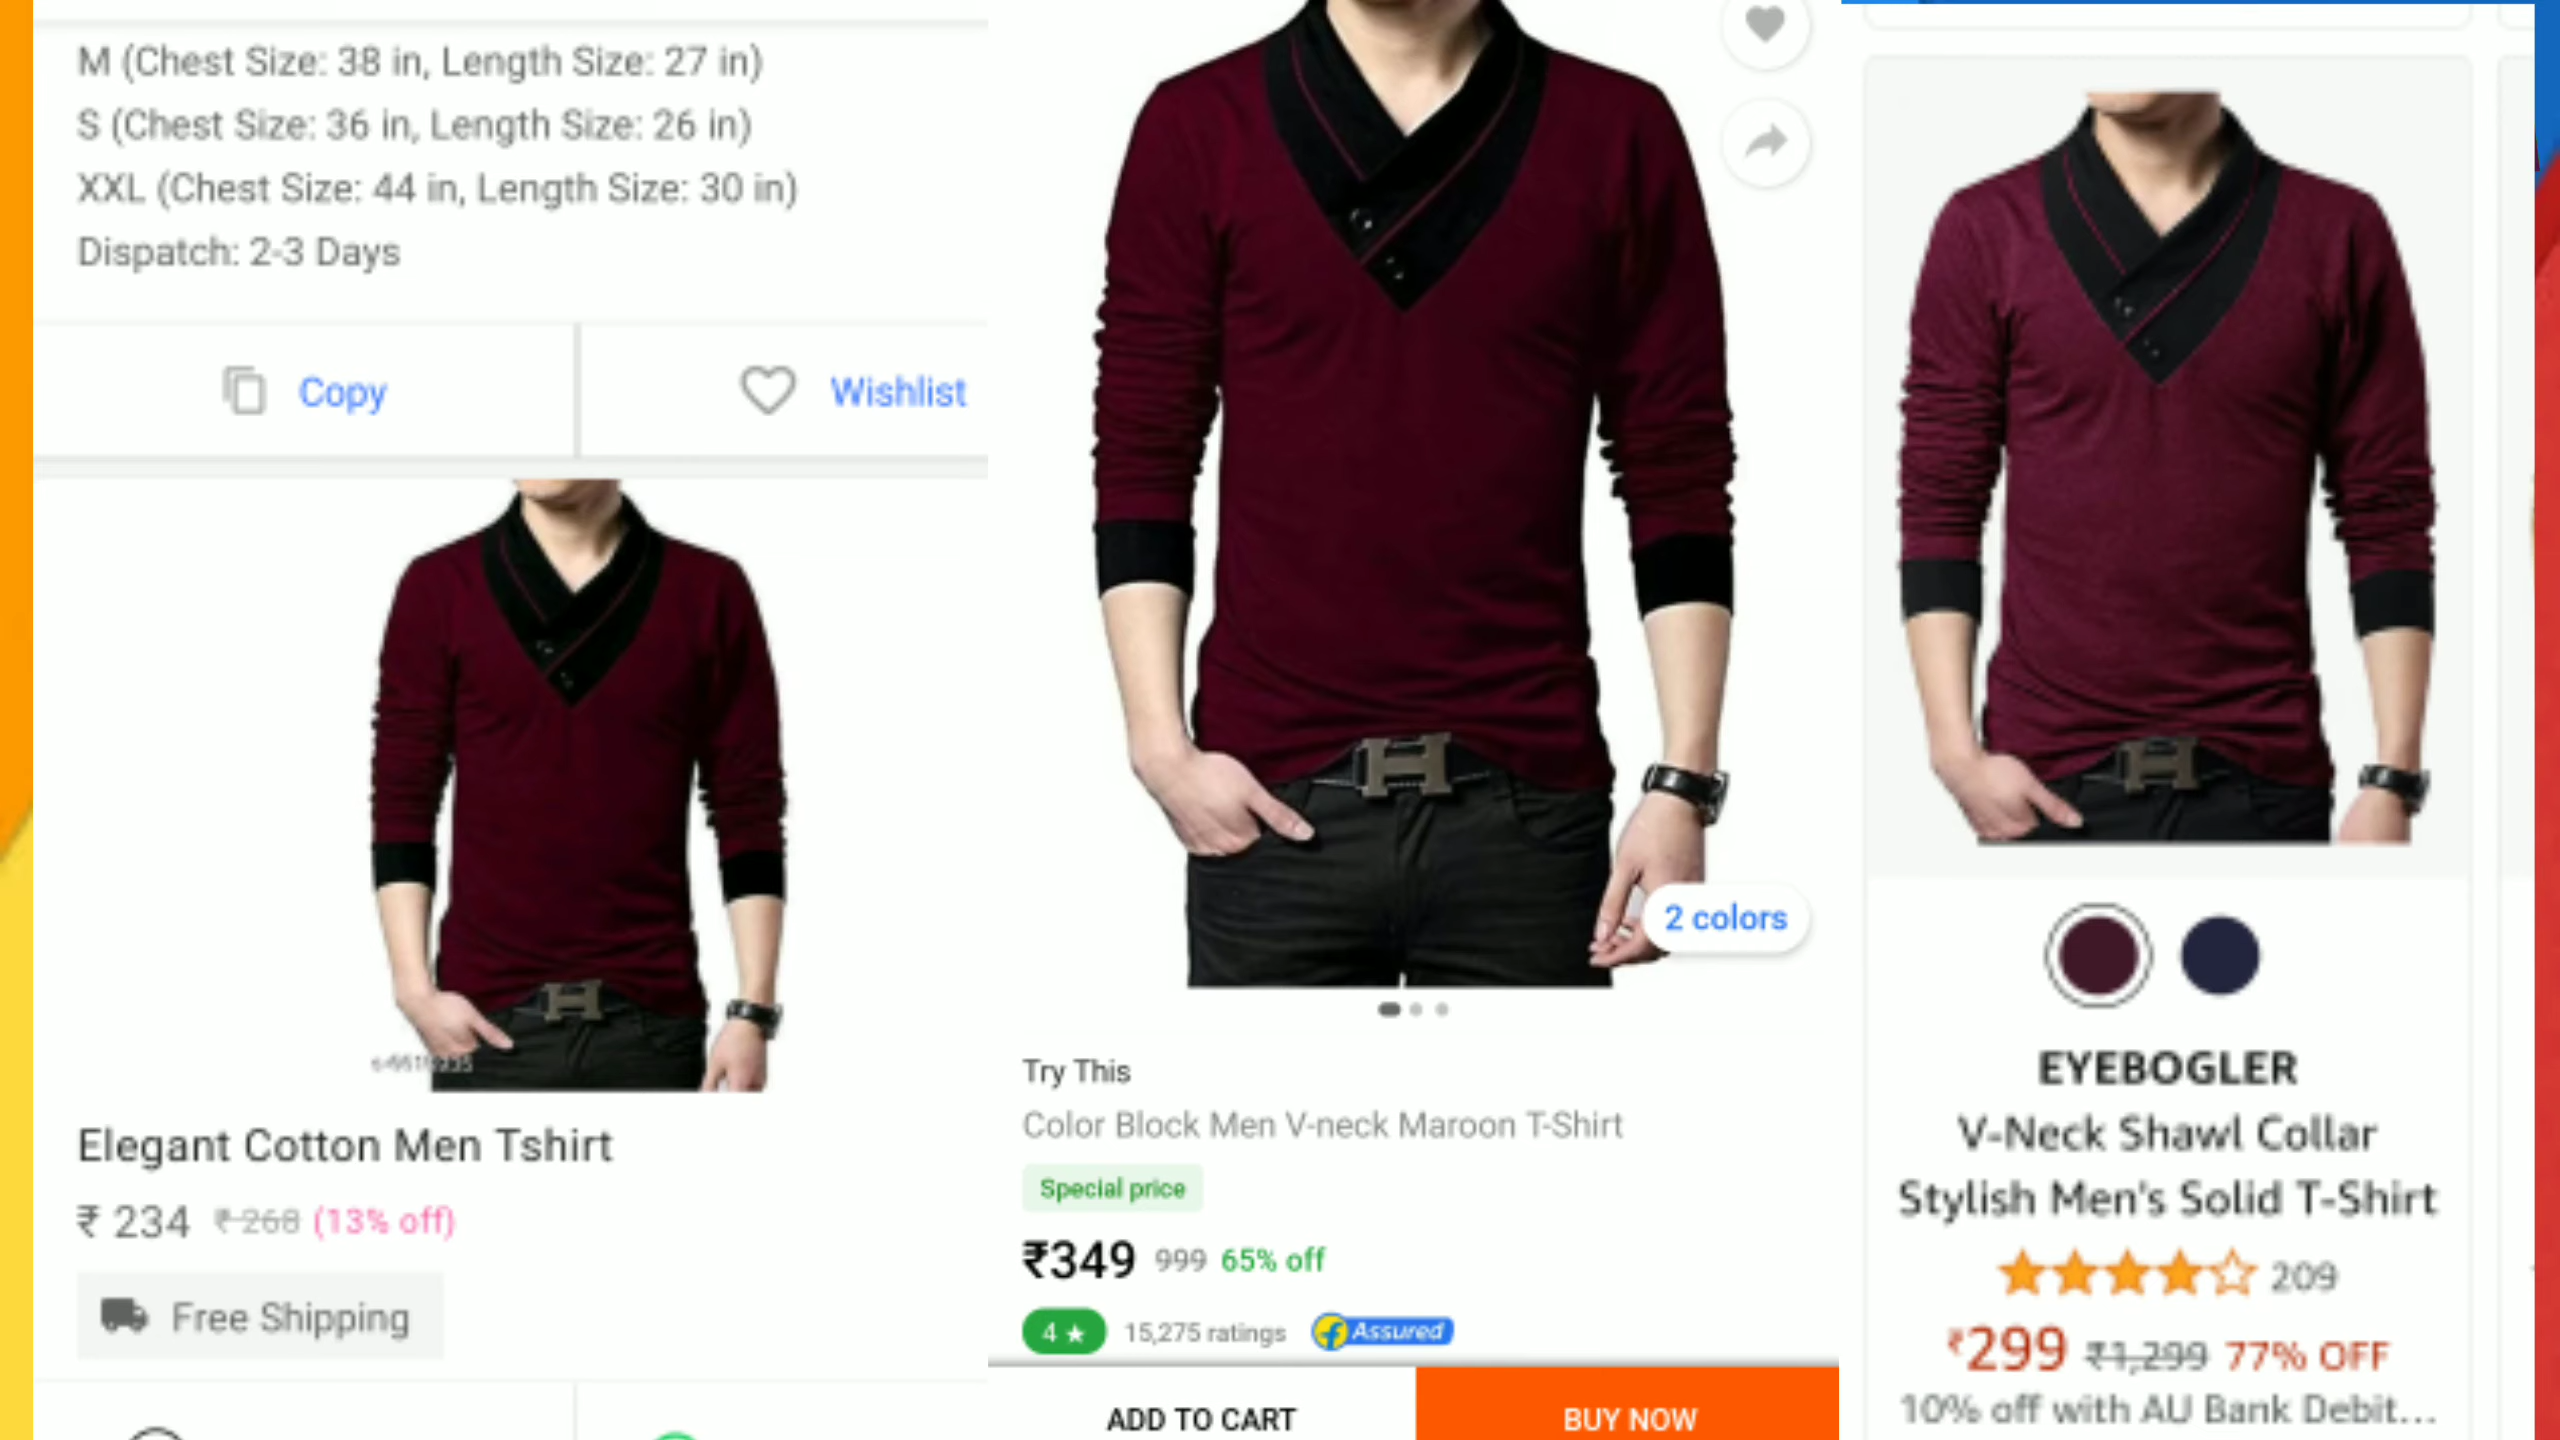 M (Chest Size: 38 in, Length Size: 27 in)
S (Chest Size: 36 in, Length Size: 26 in)
XXL (Chest Size: 44 in, Length Size: 30 in)
Dispatch: 2-3 Days
Copy
Wishlist
Elegant Cotton Men Tshirt
₹ 234 ₹ 268 (13% off)
Free Shipping
2 colors
Try This
Color Block Men V-neck Maroon T-Shirt
Special price
₹349 999 65% off
4 ★ 15,275 ratings Assured
ADD TO CART
BUY NOW
EYEBOGLER
V-Neck Shawl Collar
Stylish Men's Solid T-Shirt
209
₹299 ₹1,299 77% OFF
10% off with AU Bank Debit...